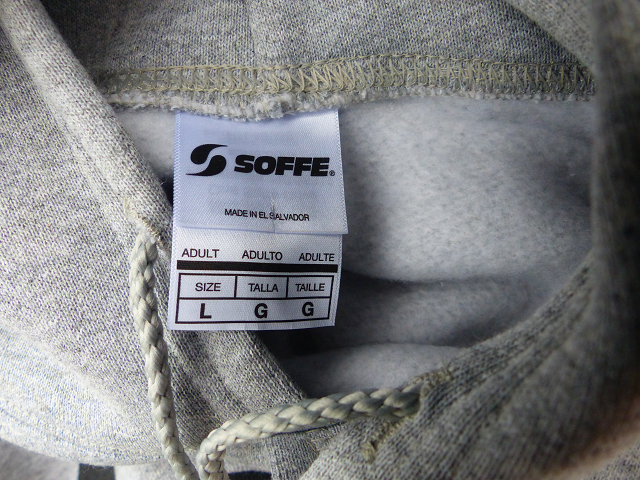 SOFFE®
MADE IN EL SALVADOR
ADULT ADULTO ADULTE
SIZE TALLA TAILLE
L G G